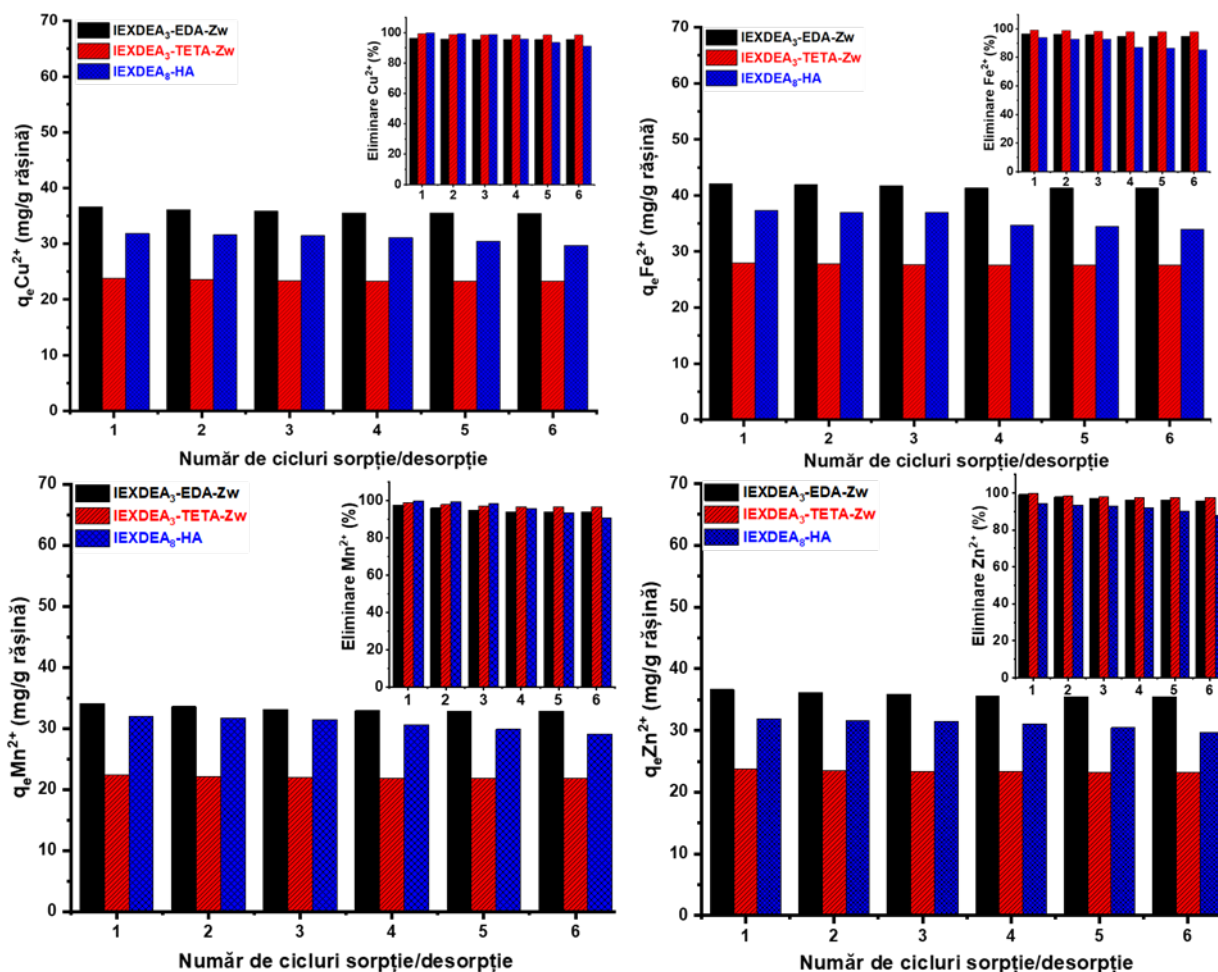 IEXDEA₃-EDA-Zw
IEXDEA₃-TETA-Zw
IEXDEA₈-HA
qₑCu²⁺ (mg/g rășină)
70
60
50
40
30
20
10
0
1 2 3 4 5 6
Număr de cicluri sorpție/desorpție
Eliminare Cu²⁺ (%)
100
80
60
40
20
0
1 2 3 4 5 6
IEXDEA₃-EDA-Zw
IEXDEA₃-TETA-Zw
IEXDEA₈-HA
qₑFe²⁺ (mg/g rășină)
70
60
50
40
30
20
10
0
1 2 3 4 5 6
Număr de cicluri sorpție/desorpție
Eliminare Fe²⁺ (%)
100
80
60
40
20
0
1 2 3 4 5 6
IEXDEA₃-EDA-Zw
IEXDEA₃-TETA-Zw
IEXDEA₈-HA
qₑMn²⁺ (mg/g rășină)
70
60
50
40
30
20
10
0
1 2 3 4 5 6
Număr de cicluri sorpție/desorpție
Eliminare Mn²⁺ (%)
100
80
60
40
20
0
1 2 3 4 5 6
IEXDEA₃-EDA-Zw
IEXDEA₃-TETA-Zw
IEXDEA₈-HA
qₑZn²⁺ (mg/g rășină)
70
60
50
40
30
20
10
0
1 2 3 4 5 6
Număr de cicluri sorpție/desorpție
Eliminare Zn²⁺ (%)
100
80
60
40
20
0
1 2 3 4 5 6